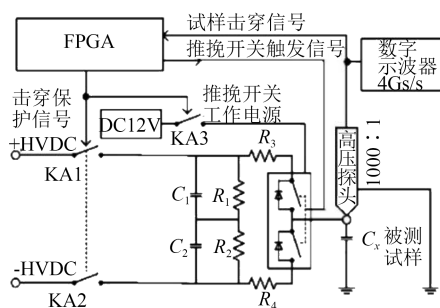 FPGA
试样击穿信号
推挽开关触发信号
数字
示波器
4Gs/s
击穿保
护信号
推挽开关
工作电源
DC12V
KA3
+HVDC
KA1
R3
C1
R1
C2
R2
高压探头
1000：1
Cx
被测
试样
-HVDC
KA2
R4